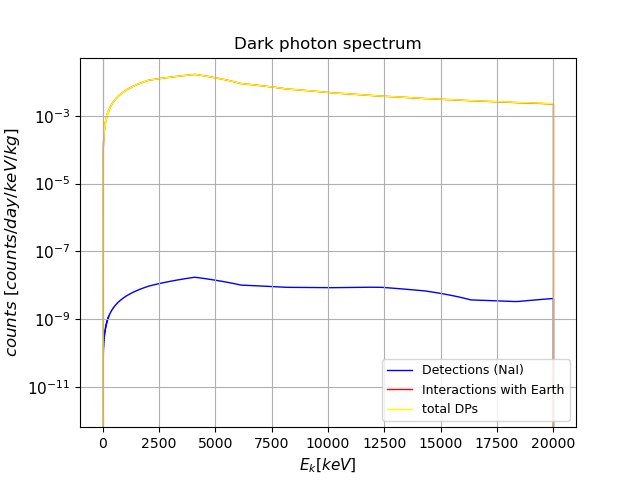 Dark photon spectrum
counts [counts/day/keV/kg]
10⁻³
10⁻⁵
10⁻⁷
10⁻⁹
10⁻¹¹
Detections (NaI)
Interactions with Earth
total DPs
0 2500 5000 7500 10000 12500 15000 17500 20000
E_k[keV]